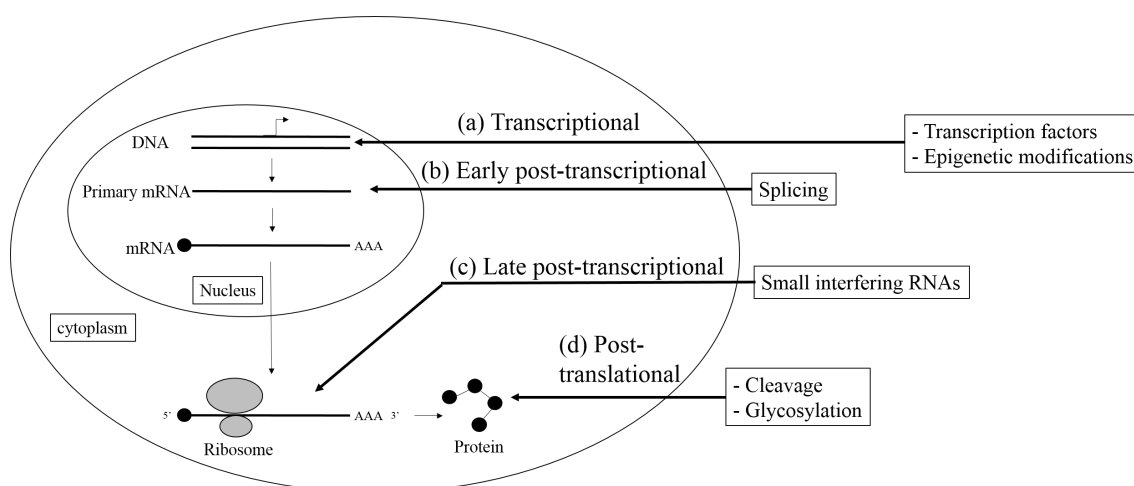 (a) Transcriptional
- Transcription factors
- Epigenetic modifications
DNA
(b) Early post-transcriptional
Splicing
Primary mRNA
mRNA
AAA
(c) Late post-transcriptional
Small interfering RNAs
Nucleus
cytoplasm
(d) Post-
translational
- Cleavage
- Glycosylation
5’
AAA 3’
Ribosome
Protein